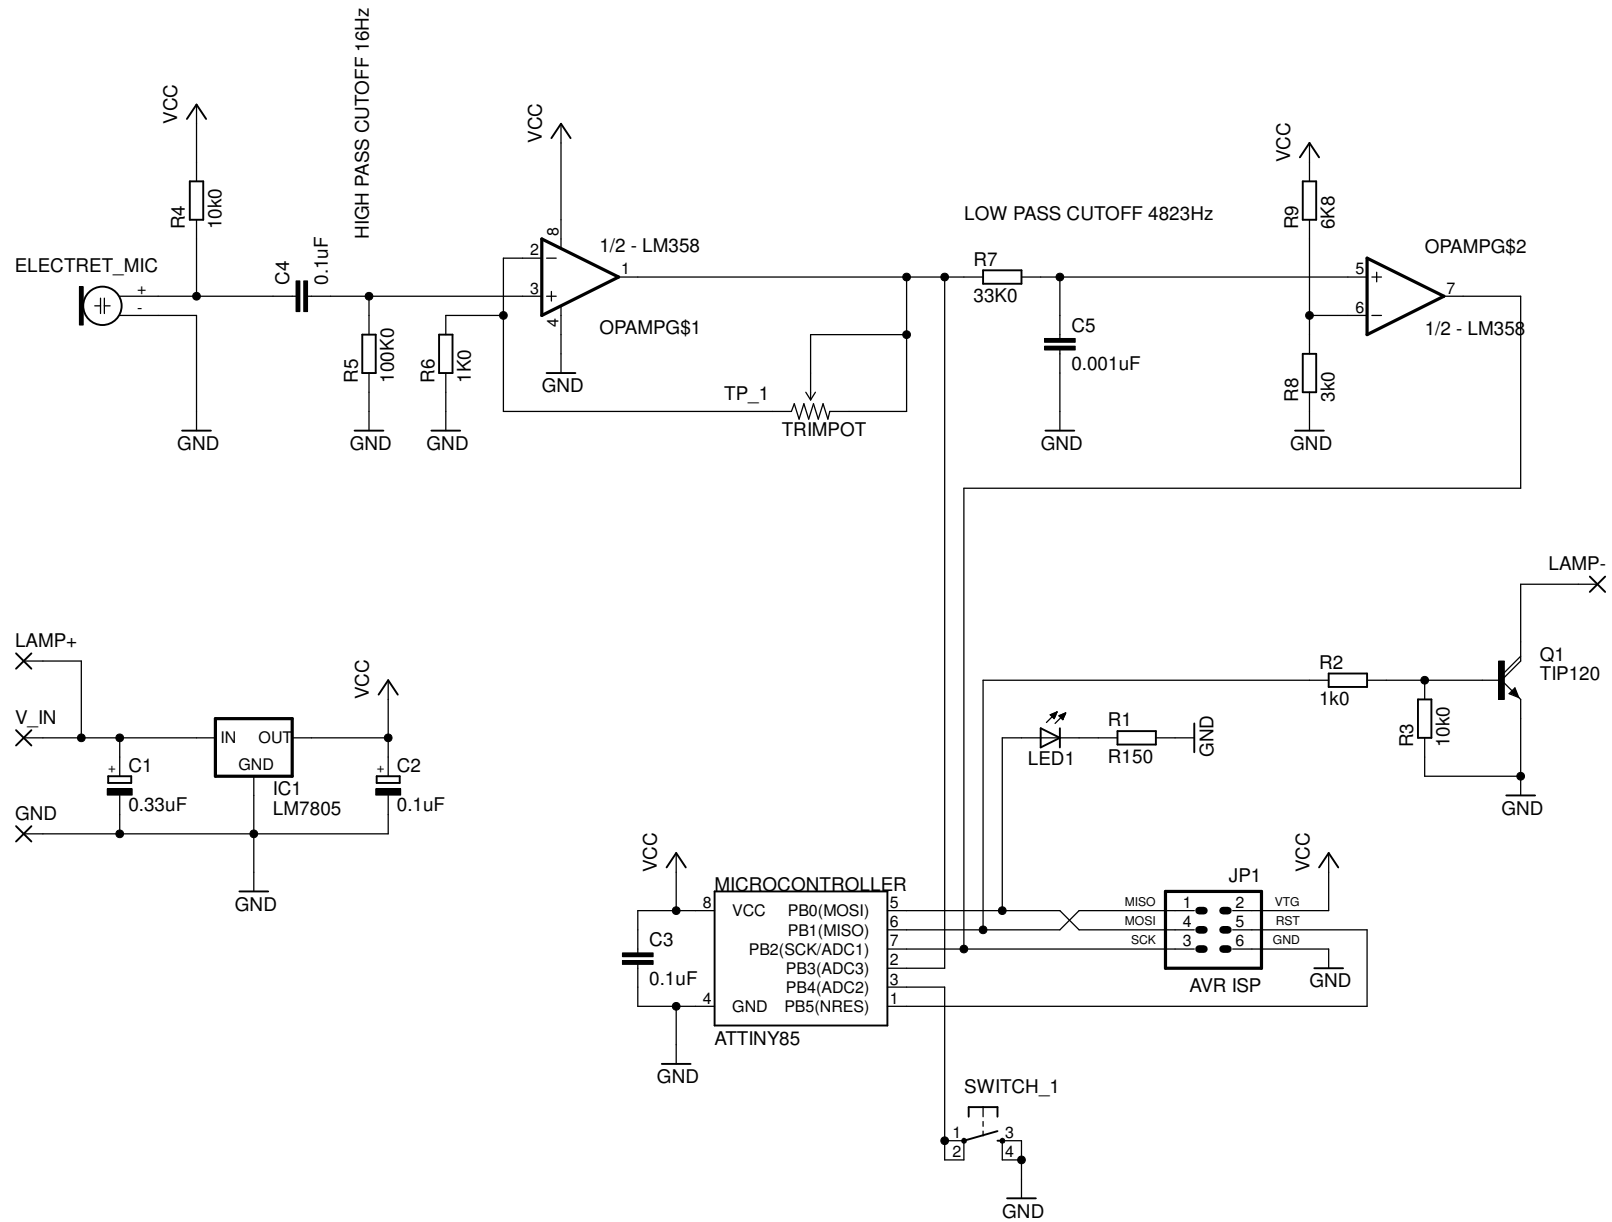 HIGH PASS CUTOFF 16Hz
VCC
R4
10k0
ELECTRET_MIC
+
-
GND
C4
0.1uF
R5
100K0
GND
R6
1K0
GND
VCC
8
2
-
3
+
1
4
1/2 - LM358
OPAMPG$1
GND
TP_1
TRIMPOT
LOW PASS CUTOFF 4823Hz
R7
33K0
C5
0.001uF
GND
VCC
R9
6K8
R8
3k0
GND
OPAMPG$2
5
+
6
-
7
1/2 - LM358
LAMP-
Q1
TIP120
R2
1k0
R3
10k0
GND
LAMP+
V_IN
GND
+
C1
0.33uF
IN
OUT
GND
IC1
LM7805
VCC
+
C2
0.1uF
GND
LED1
R1
R150
GND
VCC
C3
0.1uF
GND
MICROCONTROLLER
8 VCC PB0(MOSI) 5
PB1(MISO) 6
PB2(SCK/ADC1) 7
PB3(ADC3) 2
PB4(ADC2) 3
4 GND PB5(NRES) 1
ATTINY85
VCC
JP1
MISO 1 2 VTG
MOSI 4 5 RST
SCK 3 6 GND
AVR ISP
GND
SWITCH_1
1 3
2 4
GND